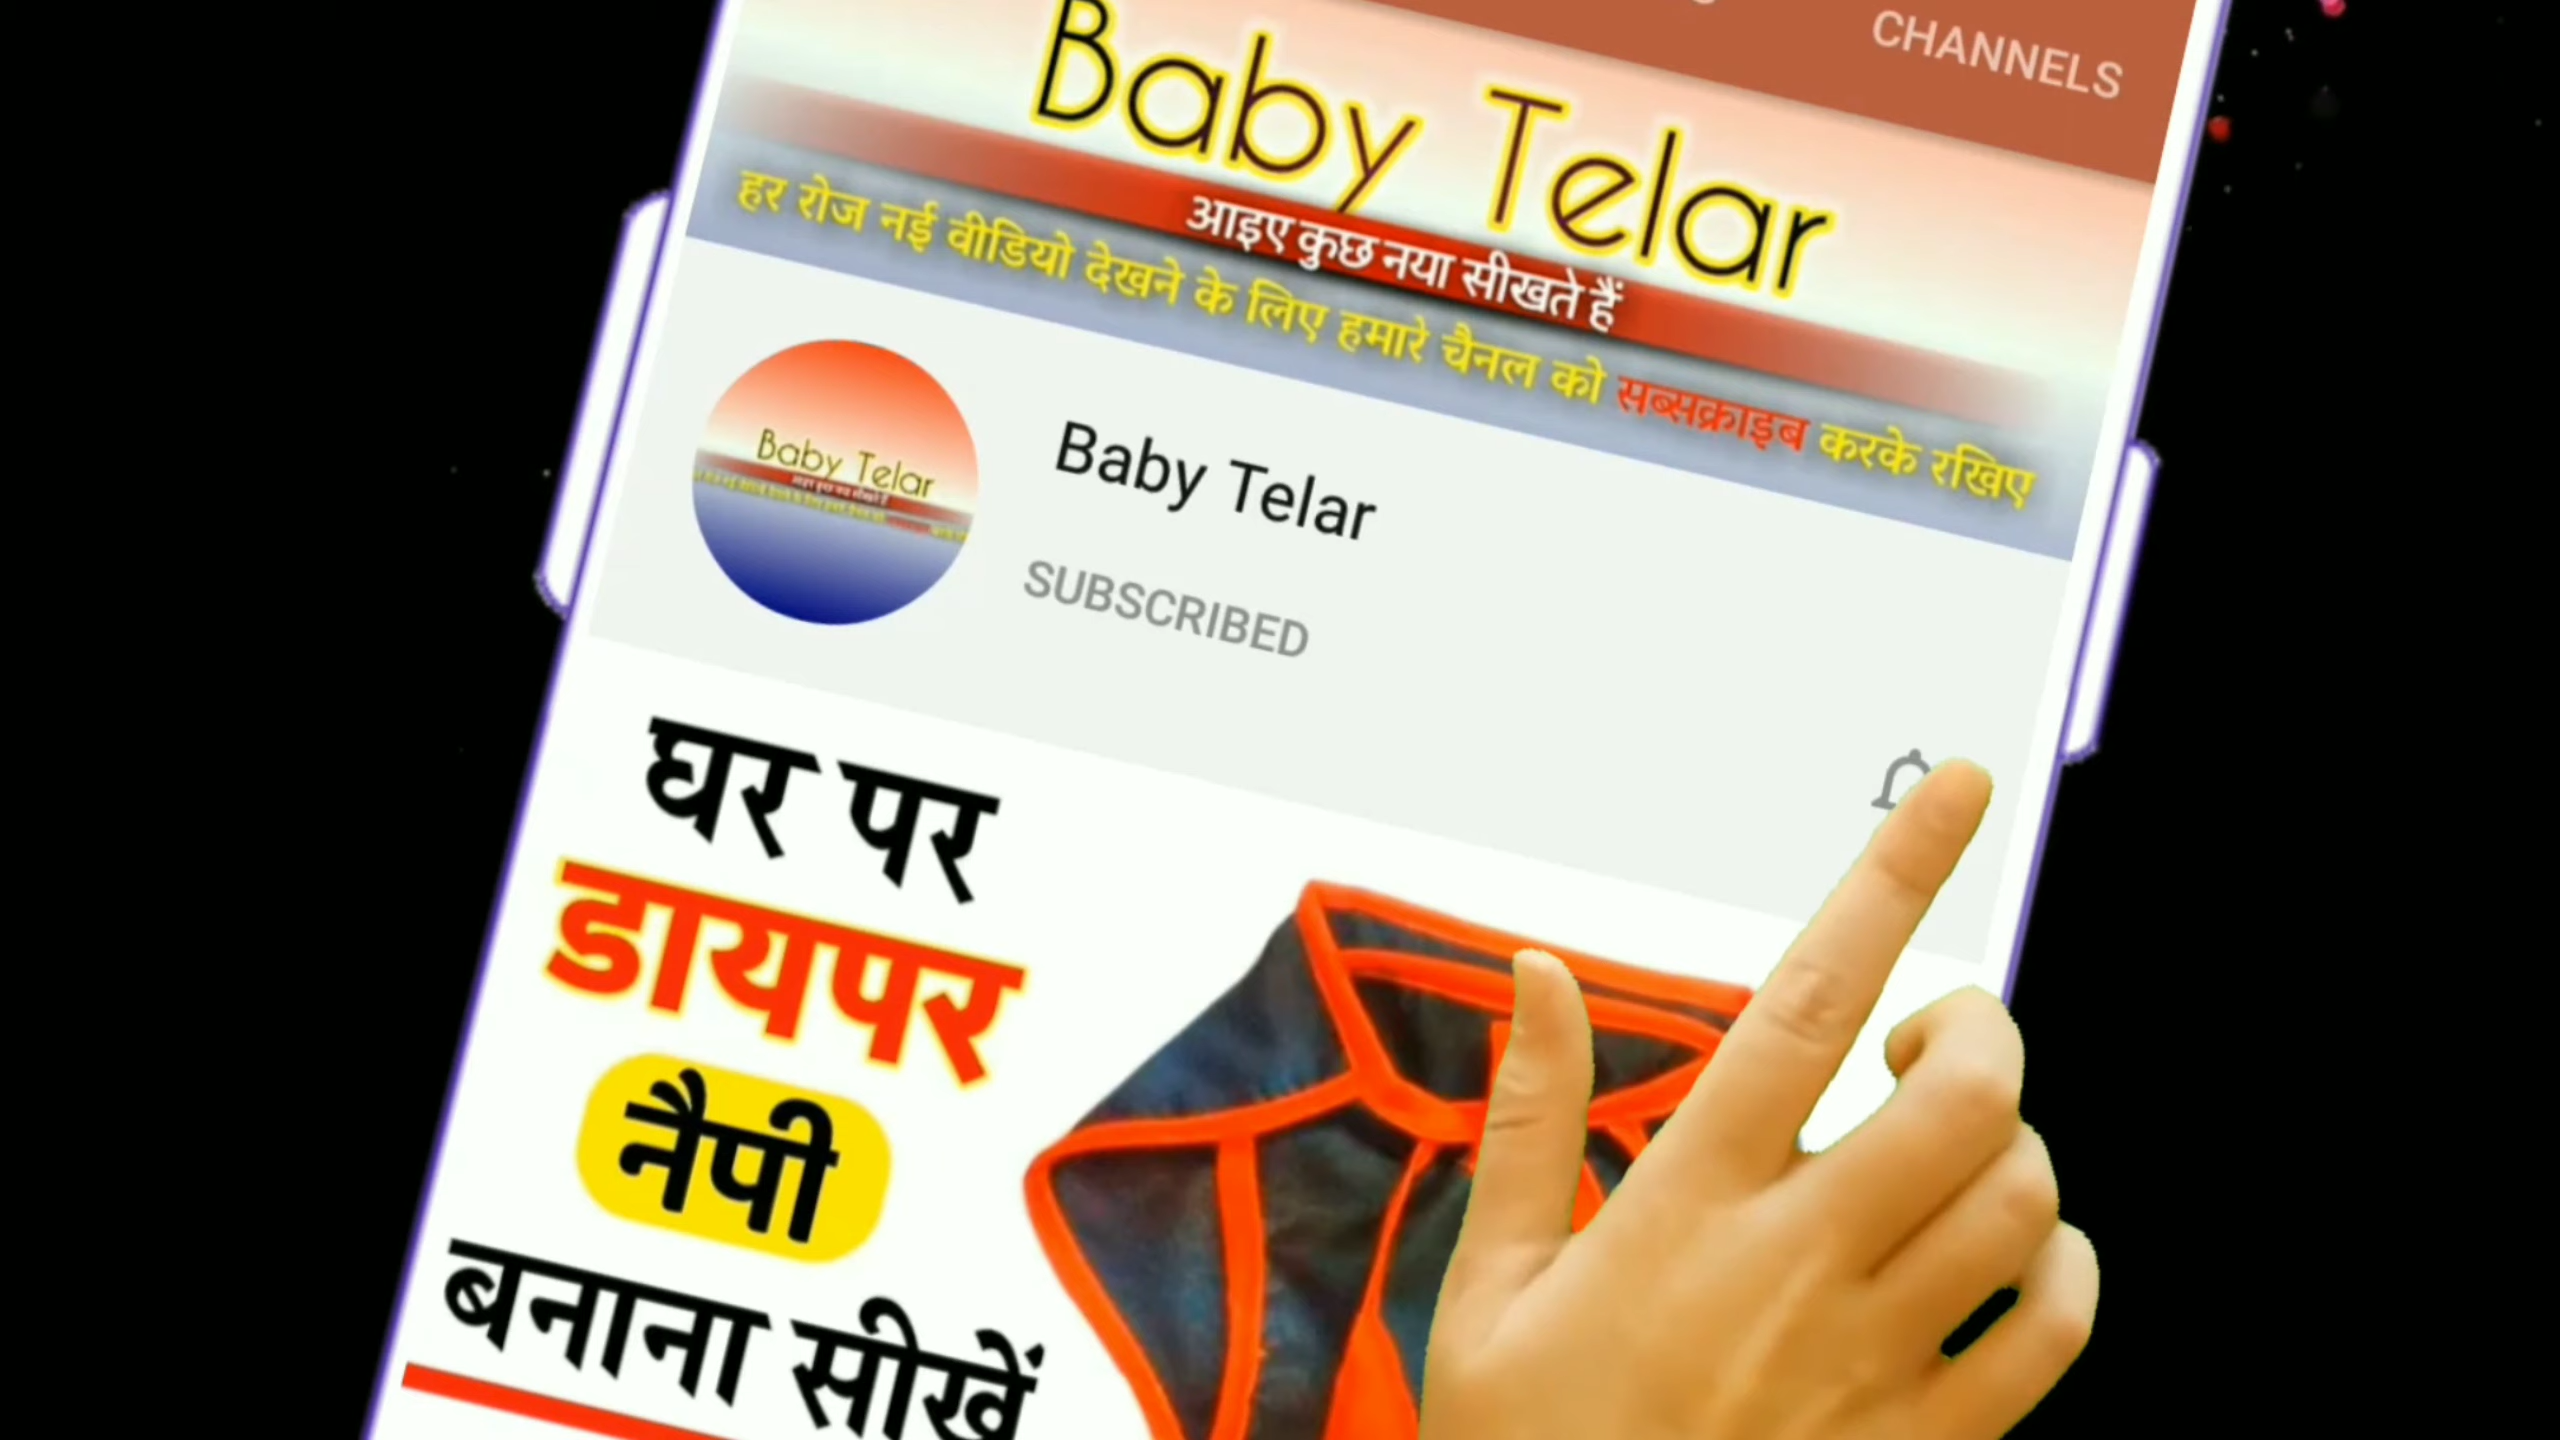 CHANNELS
Baby Telar
आइए कुछ नया सीखते हैं
हर रोज नई वीडियो देखने के लिए हमारे चैनल को सब्सक्राइब करके रखिए
Baby Telar
Baby Telar
SUBSCRIBED
घर पर
डायपर
नैपी
बनाना सीखें